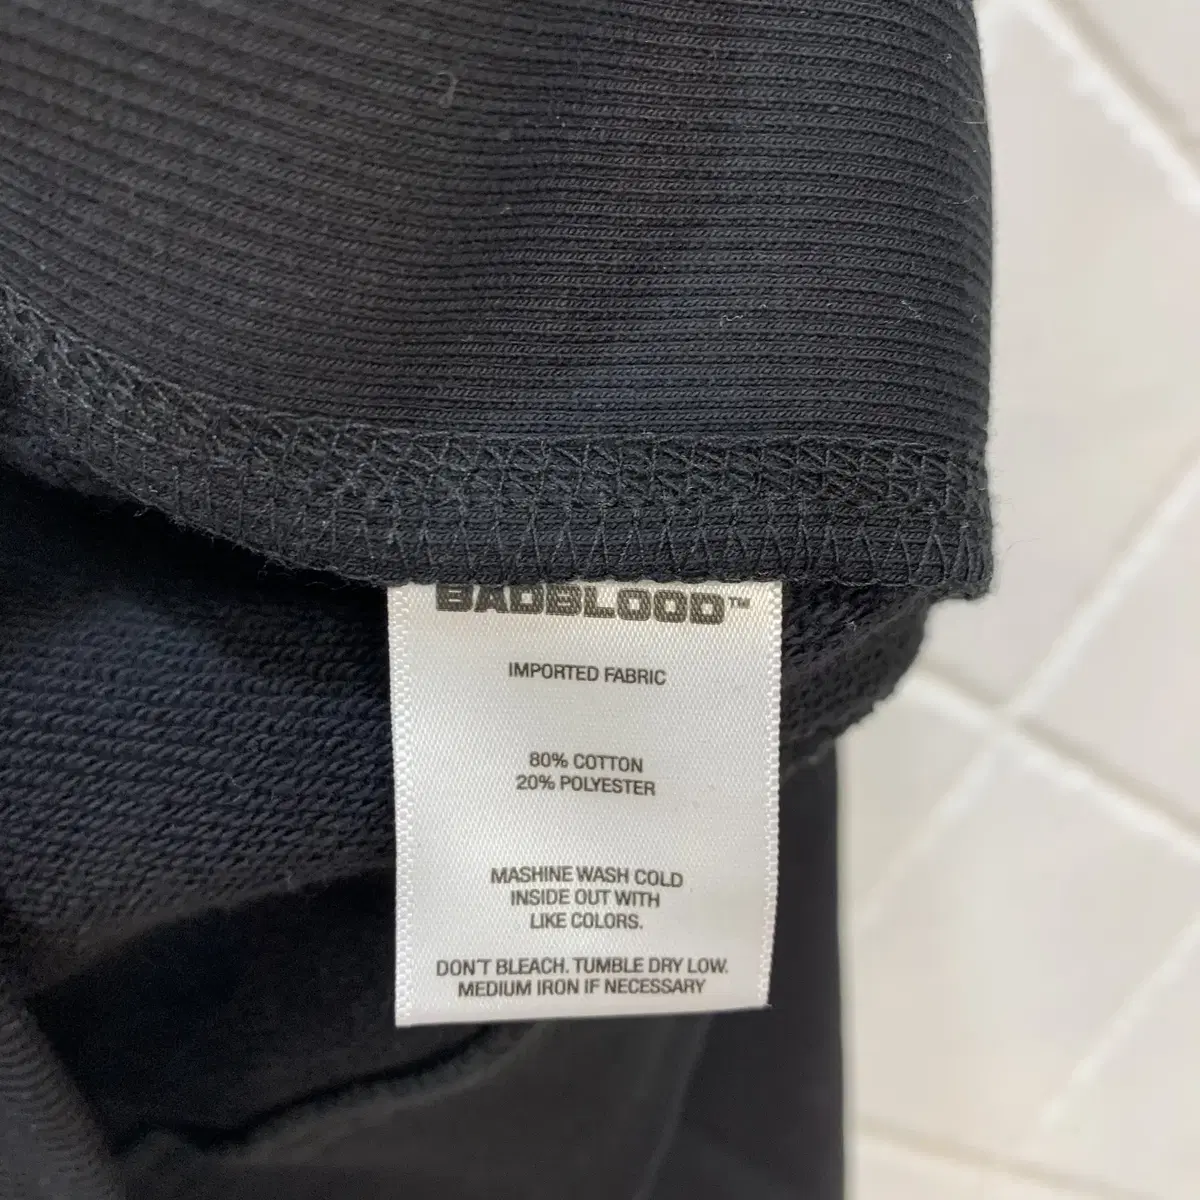 BADBLOOD™
IMPORTED FABRIC
80% COTTON
20% POLYESTER
MASHINE WASH COLD
INSIDE OUT WITH
LIKE COLORS.
DON'T BLEACH. TUMBLE DRY LOW.
MEDIUM IRON IF NECESSARY